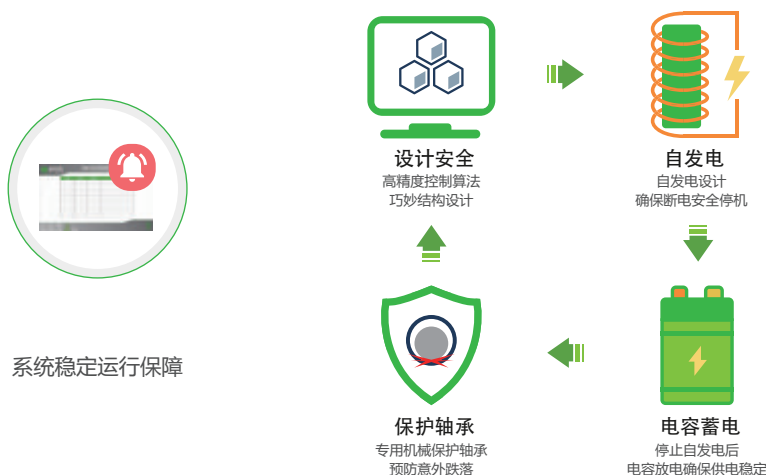 设计安全
高精度控制算法
巧妙结构设计
自发电
自发电设计
确保断电安全停机
系统稳定运行保障
保护轴承
专用机械保护轴承
预防意外跌落
电容蓄电
停止自发电后
电容放电确保供电稳定